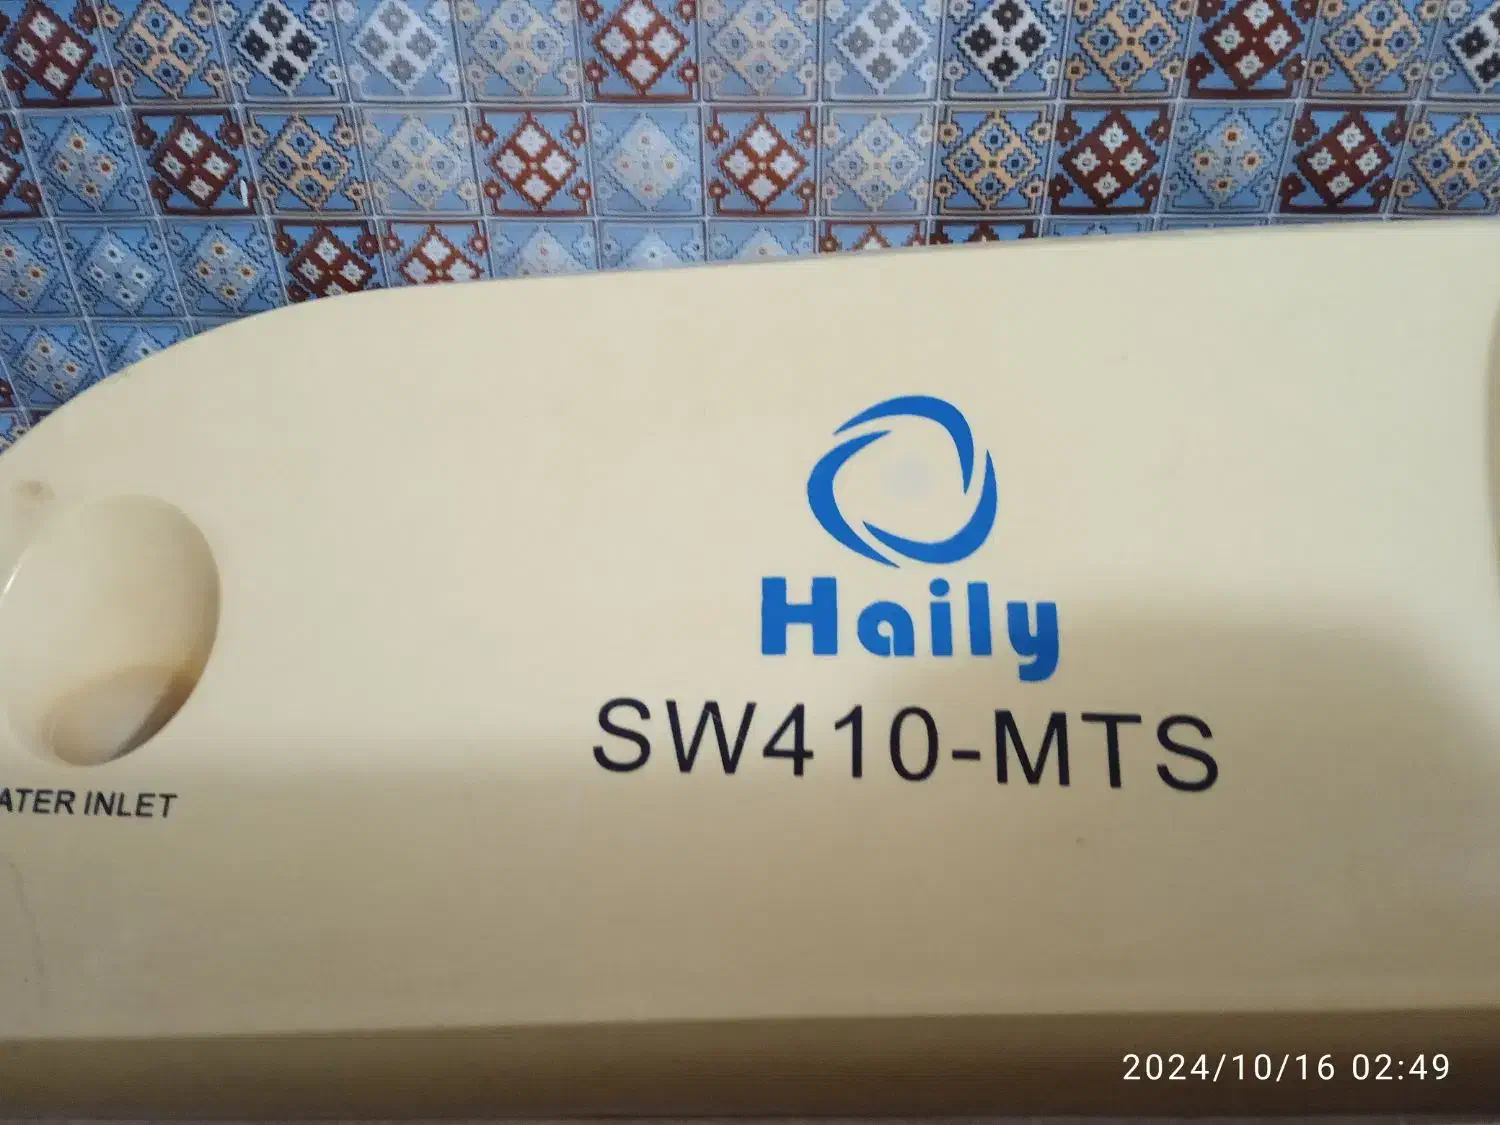 Haily
SW410-MTS
ATER INLET
2024/10/16 02:49